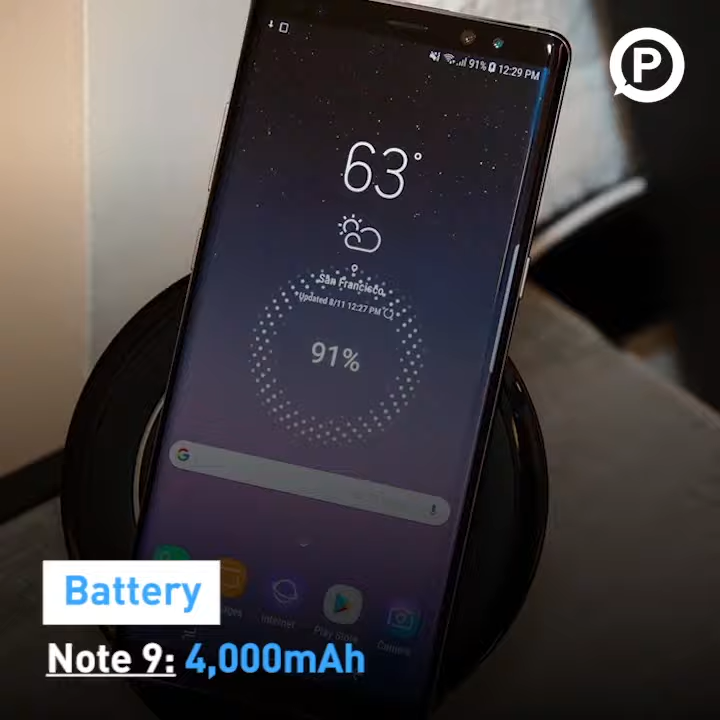 P
91% 12:29 PM
63°
San Francisco
Updated 8/11 12:27 PM
91%
G
Internet
Play Store
Camera
Battery
Note 9: 4,000mAh